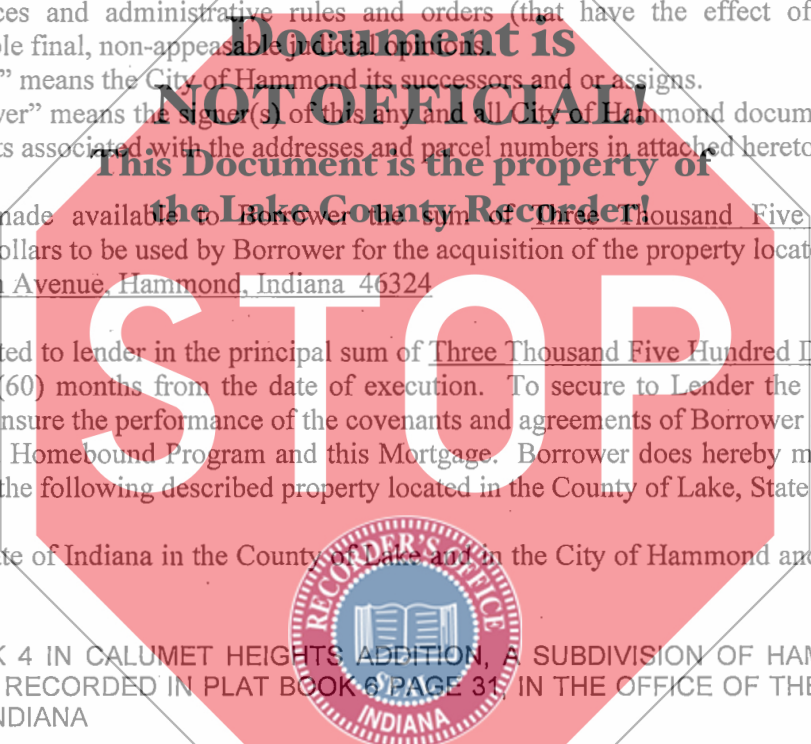 ces and administrative rules and orders (that have the effect of
le final, non-appeasable judicial opinions.
Document is
” means the City of Hammond its successors and or assigns.
NOT OFFICIAL!
er” means the signer(s) of this any and all City of Hammond docum
ts associated with the addresses and parcel numbers in attached hereto
This Document is the property of
the Lake County Recorder!
made available to Borrower the sum of Three Thousand Five
ollars to be used by Borrower for the acquisition of the property locat
n Avenue, Hammond, Indiana 46324
STOP
ted to lender in the principal sum of Three Thousand Five Hundred D
(60) months from the date of execution. To secure to Lender the
nsure the performance of the covenants and agreements of Borrower
Homebound Program and this Mortgage. Borrower does hereby m
the following described property located in the County of Lake, State
te of Indiana in the County of Lake and in the City of Hammond and
RECORDER'S OFFICE
SEAL
INDIANA
K 4 IN CALUMET HEIGHTS ADDITION, A SUBDIVISION OF HAM
RECORDED IN PLAT BOOK 6 PAGE 31, IN THE OFFICE OF THE
NDIANA